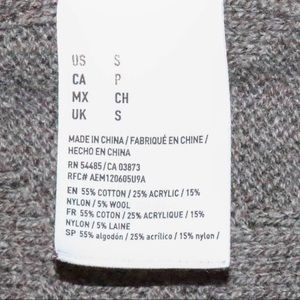 US S
CA P
MX CH
UK S
MADE IN CHINA / FABRIQUÉ EN CHINE /
HECHO EN CHINA
RN 54485 / CA 03873
RFC# AEM120605U9A
EN 55% COTTON / 25% ACRYLIC / 15%
NYLON / 5% WOOL
FR 55% COTON / 25% ACRYLIQUE / 15%
NYLON / 5% LAINE
SP 55% algodón / 25% acrílico / 15% nylon /